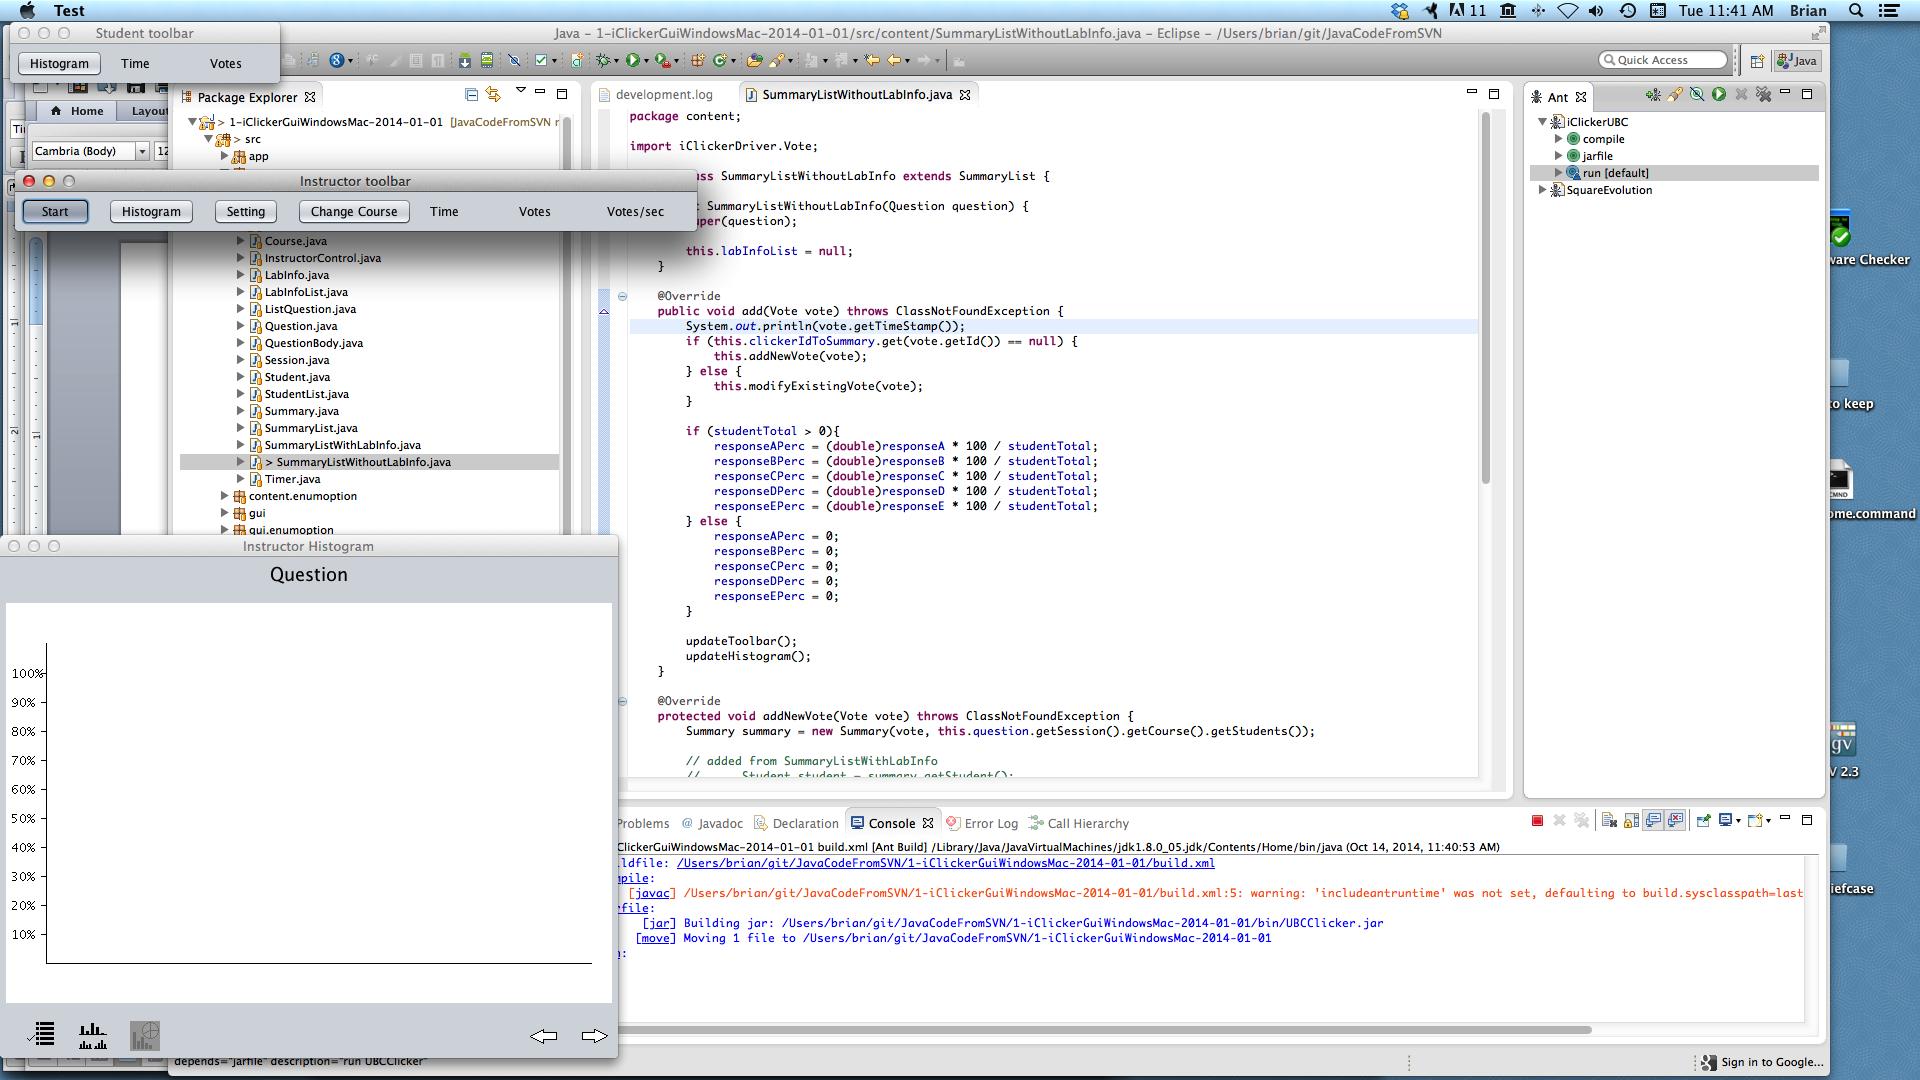 Test
11
Tue 11:41 AM Brian
Student toolbar
Histogram Time Votes
Java - 1-iClickerGuiWindowsMac-2014-01-01/src/content/SummaryListWithoutLabInfo.java - Eclipse - /Users/brian/git/JavaCodeFromSVN
Quick Access
Java
Home Layou
Cambria (Body) 12
Package Explorer
> 1-iClickerGuiWindowsMac-2014-01-01 [JavaCodeFromSVN r
> src
app
Instructor toolbar
Start Histogram Setting Change Course Time Votes Votes/sec
Course.java
InstructorControl.java
LabInfo.java
LabInfoList.java
ListQuestion.java
Question.java
QuestionBody.java
Session.java
Student.java
StudentList.java
Summary.java
SummaryList.java
SummaryListWithLabInfo.java
> SummaryListWithoutLabInfo.java
Timer.java
content.enumoption
gui
gui.enumoption
development.log SummaryListWithoutLabInfo.java
package content;
import iClickerDriver.Vote;
ass SummaryListWithoutLabInfo extends SummaryList {
SummaryListWithoutLabInfo(Question question) {
per(question);
this.labInfoList = null;
}
@Override
public void add(Vote vote) throws ClassNotFoundException {
System.out.println(vote.getTimeStamp());
if (this.clickerIdToSummary.get(vote.getId()) == null) {
this.addNewVote(vote);
} else {
this.modifyExistingVote(vote);
}
if (studentTotal > 0){
responseAPerc = (double)responseA * 100 / studentTotal;
responseBPerc = (double)responseB * 100 / studentTotal;
responseCPerc = (double)responseC * 100 / studentTotal;
responseDPerc = (double)responseD * 100 / studentTotal;
responseEPerc = (double)responseE * 100 / studentTotal;
} else {
responseAPerc = 0;
responseBPerc = 0;
responseCPerc = 0;
responseDPerc = 0;
responseEPerc = 0;
}
updateToolbar();
updateHistogram();
}
@Override
protected void addNewVote(Vote vote) throws ClassNotFoundException {
Summary summary = new Summary(vote, this.question.getSession().getCourse().getStudents());
// added from SummaryListWithLabInfo
// Student student = summary.getStudent();
Ant
iClickerUBC
compile
jarfile
run [default]
SquareEvolution
ware Checker
to keep
CMND
ome.command
gv
V 2.3
iefcase
Instructor Histogram
Question
100%
90%
80%
70%
60%
50%
40%
30%
20%
10%
Problems @ Javadoc Declaration Console Error Log Call Hierarchy
ClickerGuiWindowsMac-2014-01-01 build.xml [Ant Build] /Library/Java/JavaVirtualMachines/jdk1.8.0_05.jdk/Contents/Home/bin/java (Oct 14, 2014, 11:40:53 AM)
ildfile: /Users/brian/git/JavaCodeFromSVN/1-iClickerGuiWindowsMac-2014-01-01/build.xml
mpile:
[javac] /Users/brian/git/JavaCodeFromSVN/1-iClickerGuiWindowsMac-2014-01-01/build.xml:5: warning: 'includeantruntime' was not set, defaulting to build.sysclasspath=last
rfile:
[jar] Building jar: /Users/brian/git/JavaCodeFromSVN/1-iClickerGuiWindowsMac-2014-01-01/bin/UBCClicker.jar
[move] Moving 1 file to /Users/brian/git/JavaCodeFromSVN/1-iClickerGuiWindowsMac-2014-01-01
n:
depends="jarfile" description="run UBCClicker"
Sign in to Google...